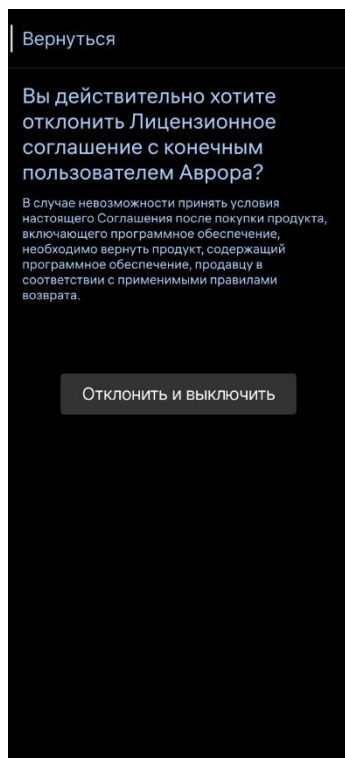 Вернуться
Вы действительно хотите
отклонить Лицензионное
соглашение с конечным
пользователем Аврора?
В случае невозможности принять условия
настоящего Соглашения после покупки продукта,
включающего программное обеспечение,
необходимо вернуть продукт, содержащий
программное обеспечение, продавцу в
соответствии с применимыми правилами
возврата.
Отклонить и выключить